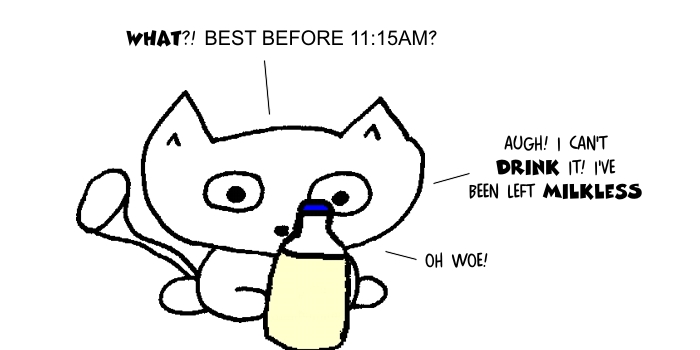 WHAT?! BEST BEFORE 11:15AM?
AUGH! I CAN'T
DRINK IT! I'VE
BEEN LEFT MILKLESS
OH WOE!